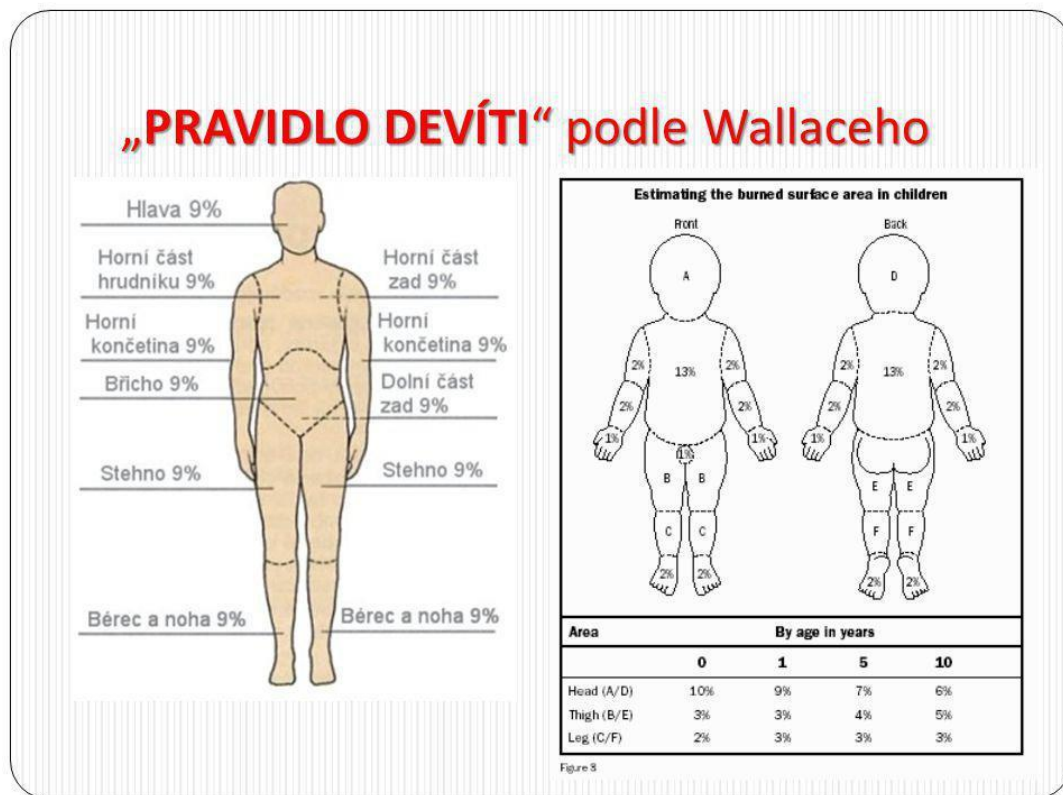 „PRAVIDLO DEVÍTI“ podle Wallaceho
Hlava 9%
Horní část
hrudníku 9%
Horní
končetina 9%
Břicho 9%
Stehno 9%
Bérec a noha 9%
Horní část
zad 9%
Horní
končetina 9%
Dolní část
zad 9%
Stehno 9%
Bérec a noha 9%
Estimating the burned surface area in children
Front Back
A D
2% 13% 2% 2% 13% 2%
2% 2% 2% 2%
1% 1% 1% 1%
1%
B B E E
C C F F
2% 2% 2% 2%
Area By age in years
0 1 5 10
Head (A/D) 10% 9% 7% 6%
Thigh (B/E) 3% 3% 4% 5%
Leg (C/F) 2% 3% 3% 3%
Figure 8